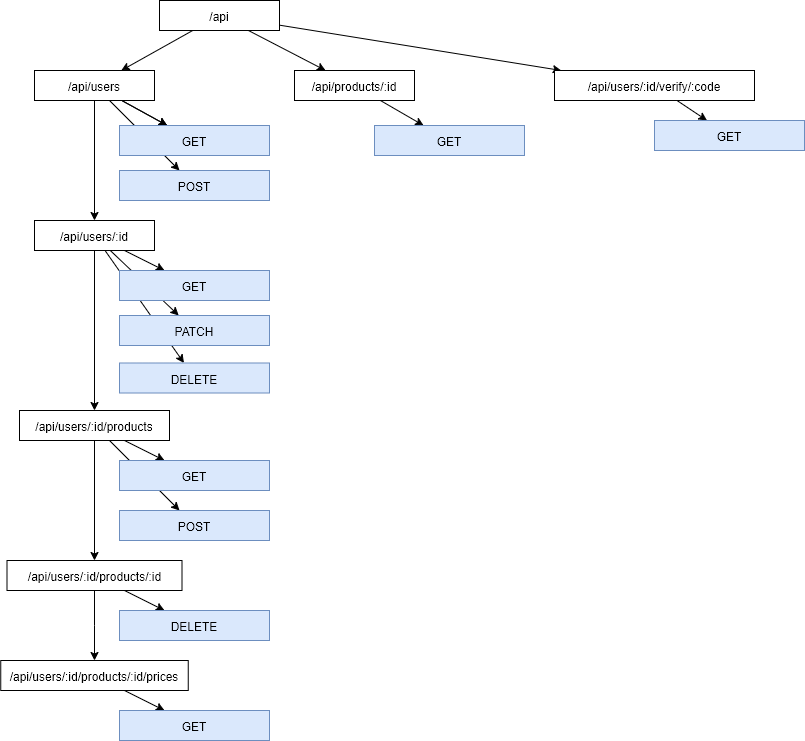 /api
/api/users
/api/products/:id
/api/users/:id/verify/:code
GET
GET
GET
POST
/api/users/:id
GET
PATCH
DELETE
/api/users/:id/products
GET
POST
/api/users/:id/products/:id
DELETE
/api/users/:id/products/:id/prices
GET